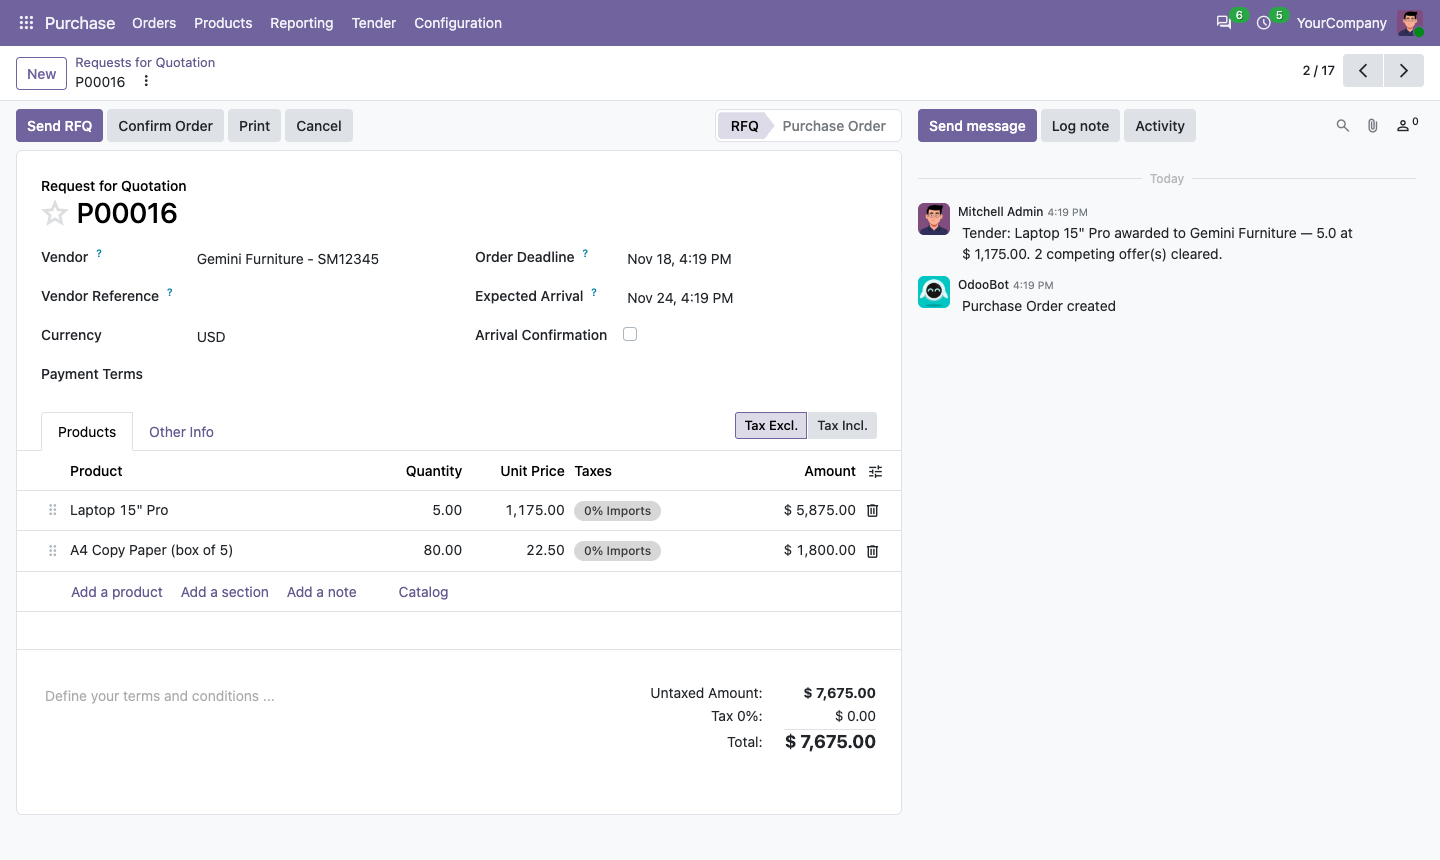 Purchase Orders Products Reporting Tender Configuration 6 5 YourCompany
New
Requests for Quotation
P00016
2 / 17
Send RFQ Confirm Order Print Cancel
RFQ Purchase Order
Send message Log note Activity 0
Request for Quotation
P00016
Vendor ? Gemini Furniture - SM12345
Vendor Reference ?
Currency USD
Payment Terms
Order Deadline ? Nov 18, 4:19 PM
Expected Arrival ? Nov 24, 4:19 PM
Arrival Confirmation
Products Other Info
Tax Excl. Tax Incl.
Product Quantity Unit Price Taxes Amount
Laptop 15" Pro 5.00 1,175.00 0% Imports $ 5,875.00
A4 Copy Paper (box of 5) 80.00 22.50 0% Imports $ 1,800.00
Add a product Add a section Add a note Catalog
Define your terms and conditions ...
Untaxed Amount: $ 7,675.00
Tax 0%: $ 0.00
Total: $ 7,675.00
Today
Mitchell Admin 4:19 PM
Tender: Laptop 15" Pro awarded to Gemini Furniture — 5.0 at
$ 1,175.00. 2 competing offer(s) cleared.
OdooBot 4:19 PM
Purchase Order created